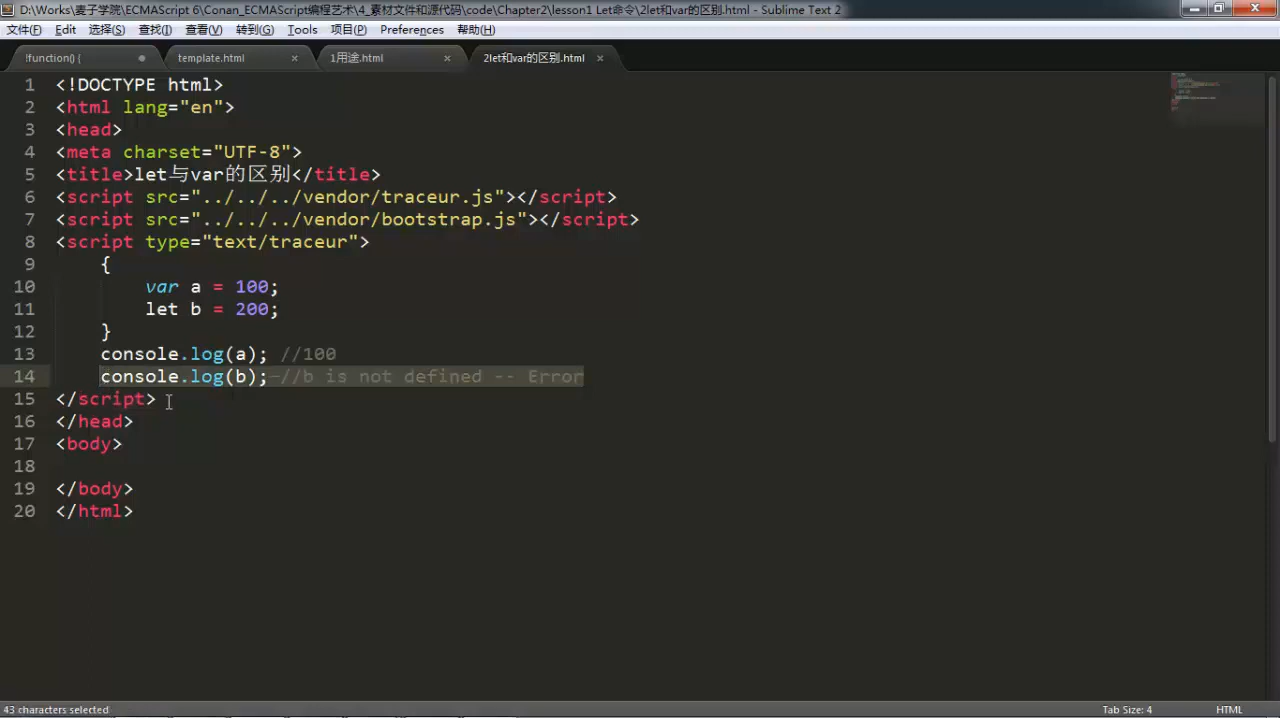 D:\Works\麦子学院\ECMAScript 6\Conan_ECMAScript编程艺术\4_素材文件和源代码\code\Chapter2\lesson1 Let命令\2let和var的区别.html - Sublime Text 2
文件(F) Edit 选择(S) 查找(I) 查看(V) 转到(G) Tools 项目(P) Preferences 帮助(H)
!function() { template.html × 1用途.html × 2let和var的区别.html ×
1 <!DOCTYPE html>
2 <html lang="en">
3 <head>
4 <meta charset="UTF-8">
5 <title>let与var的区别</title>
6 <script src="../../../vendor/traceur.js"></script>
7 <script src="../../../vendor/bootstrap.js"></script>
8 <script type="text/traceur">
9 {
10 var a = 100;
11 let b = 200;
12 }
13 console.log(a); //100
14 console.log(b); //b is not defined -- Error
15 </script>
16 </head>
17 <body>
18
19 </body>
20 </html>
43 characters selected Tab Size: 4 HTML